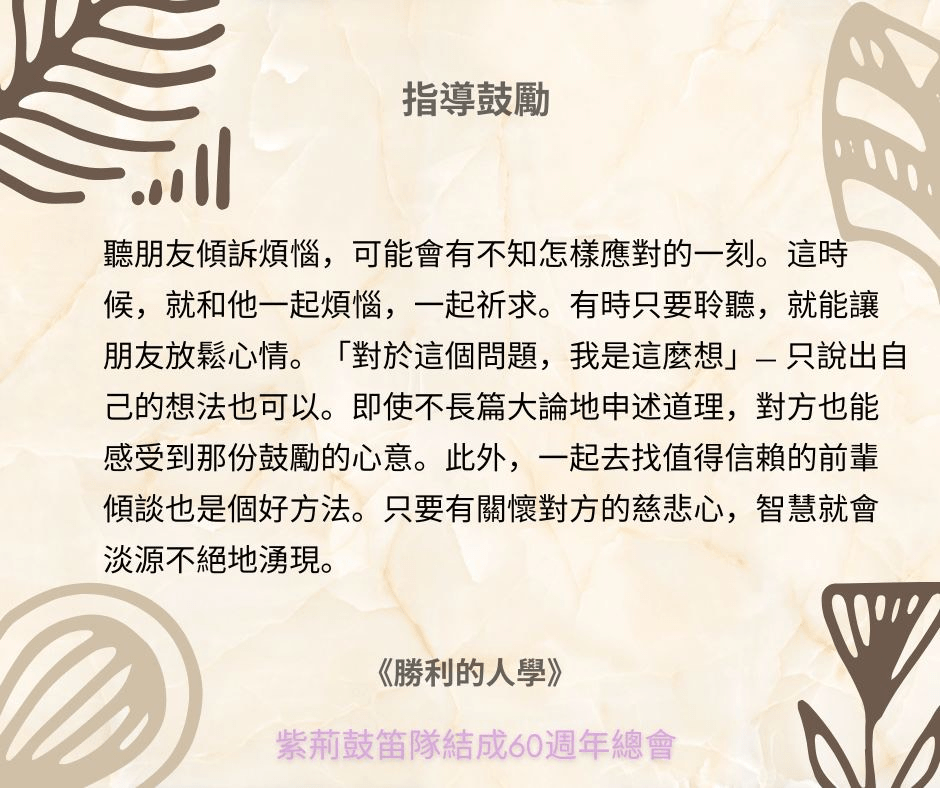 指導鼓勵
聽朋友傾訴煩惱，可能會有不知怎樣應對的一刻。這時
候，就和他一起煩惱，一起祈求。有時只要聆聽，就能讓
朋友放鬆心情。「對於這個問題，我是這麼想」— 只說出自
己的想法也可以。即使不長篇大論地申述道理，對方也能
感受到那份鼓勵的心意。此外，一起去找值得信賴的前輩
傾談也是個好方法。只要有關懷對方的慈悲心，智慧就會
淡源不絕地湧現。
《勝利的人學》
紫荊鼓笛隊結成60週年總會